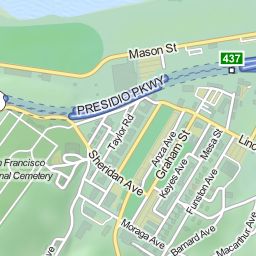 Mason St
437
PRESIDIO PKWY
Taylor Rd
Sheridan Ave
Anza Ave
Graham St
Keyes Ave
Mesa St
Linc
Funston Ave
Macarthur Ave
Moraga Ave
Barnard Ave
n Francisco
nal Cemetery